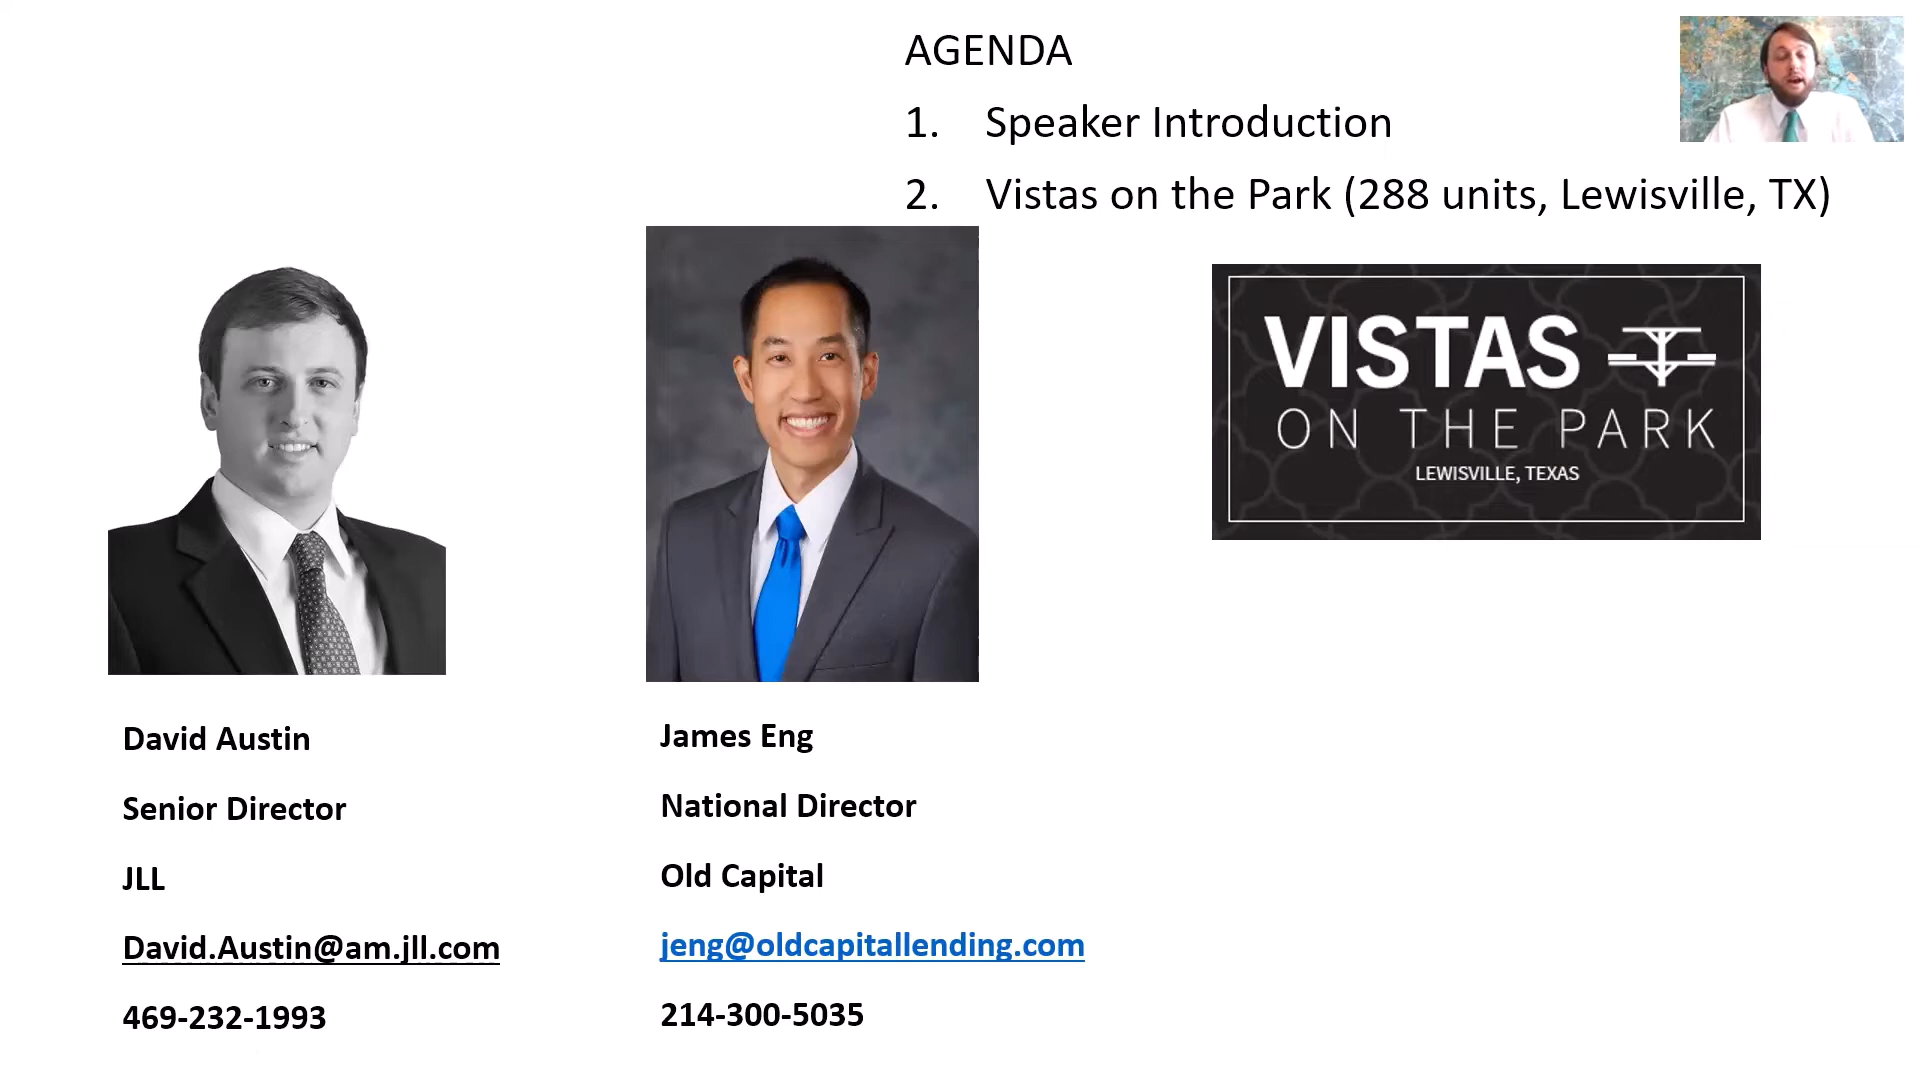 AGENDA
1. Speaker Introduction
2. Vistas on the Park (288 units, Lewisville, TX)
VISTAS
ON THE PARK
LEWISVILLE, TEXAS
David Austin
Senior Director
JLL
David.Austin@am.jll.com
469-232-1993
James Eng
National Director
Old Capital
jeng@oldcapitallending.com
214-300-5035